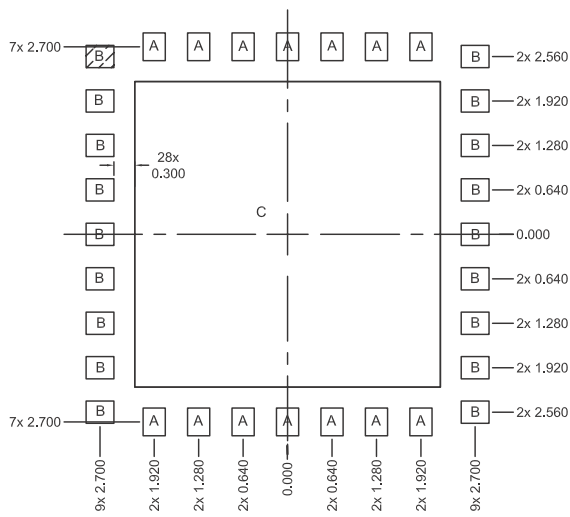 7x 2.700 A A A A A A A
B B 2x 2.560
B B 2x 1.920
B B 2x 1.280
28x
0.300
B B 2x 0.640
C
B B 0.000
B B 2x 0.640
B B 2x 1.280
B B 2x 1.920
B B 2x 2.560
7x 2.700 A A A A A A A
9x 2.700
2x 1.920
2x 1.280
2x 0.640
0.000
2x 0.640
2x 1.280
2x 1.920
9x 2.700